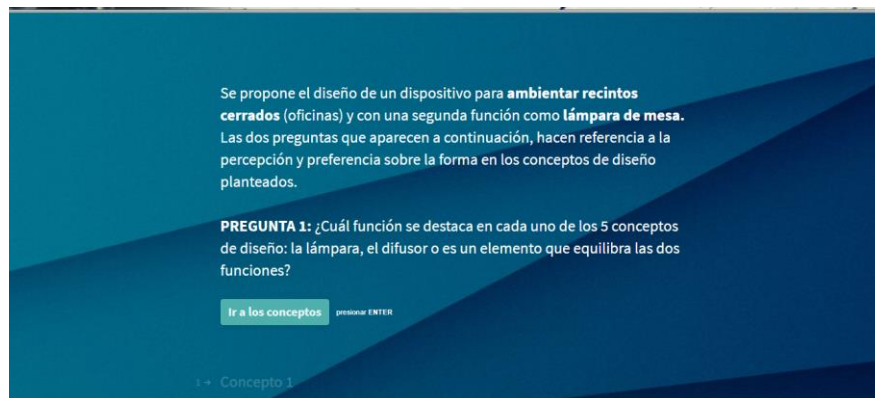 Se propone el diseño de un dispositivo para ambientar recintos
cerrados (oficinas) y con una segunda función como lámpara de mesa.
Las dos preguntas que aparecen a continuación, hacen referencia a la
percepción y preferencia sobre la forma en los conceptos de diseño
planteados.
PREGUNTA 1: ¿Cuál función se destaca en cada uno de los 5 conceptos
de diseño: la lámpara, el difusor o es un elemento que equilibra las dos
funciones?
Ir a los conceptos presionar ENTER
1 → Concepto 1